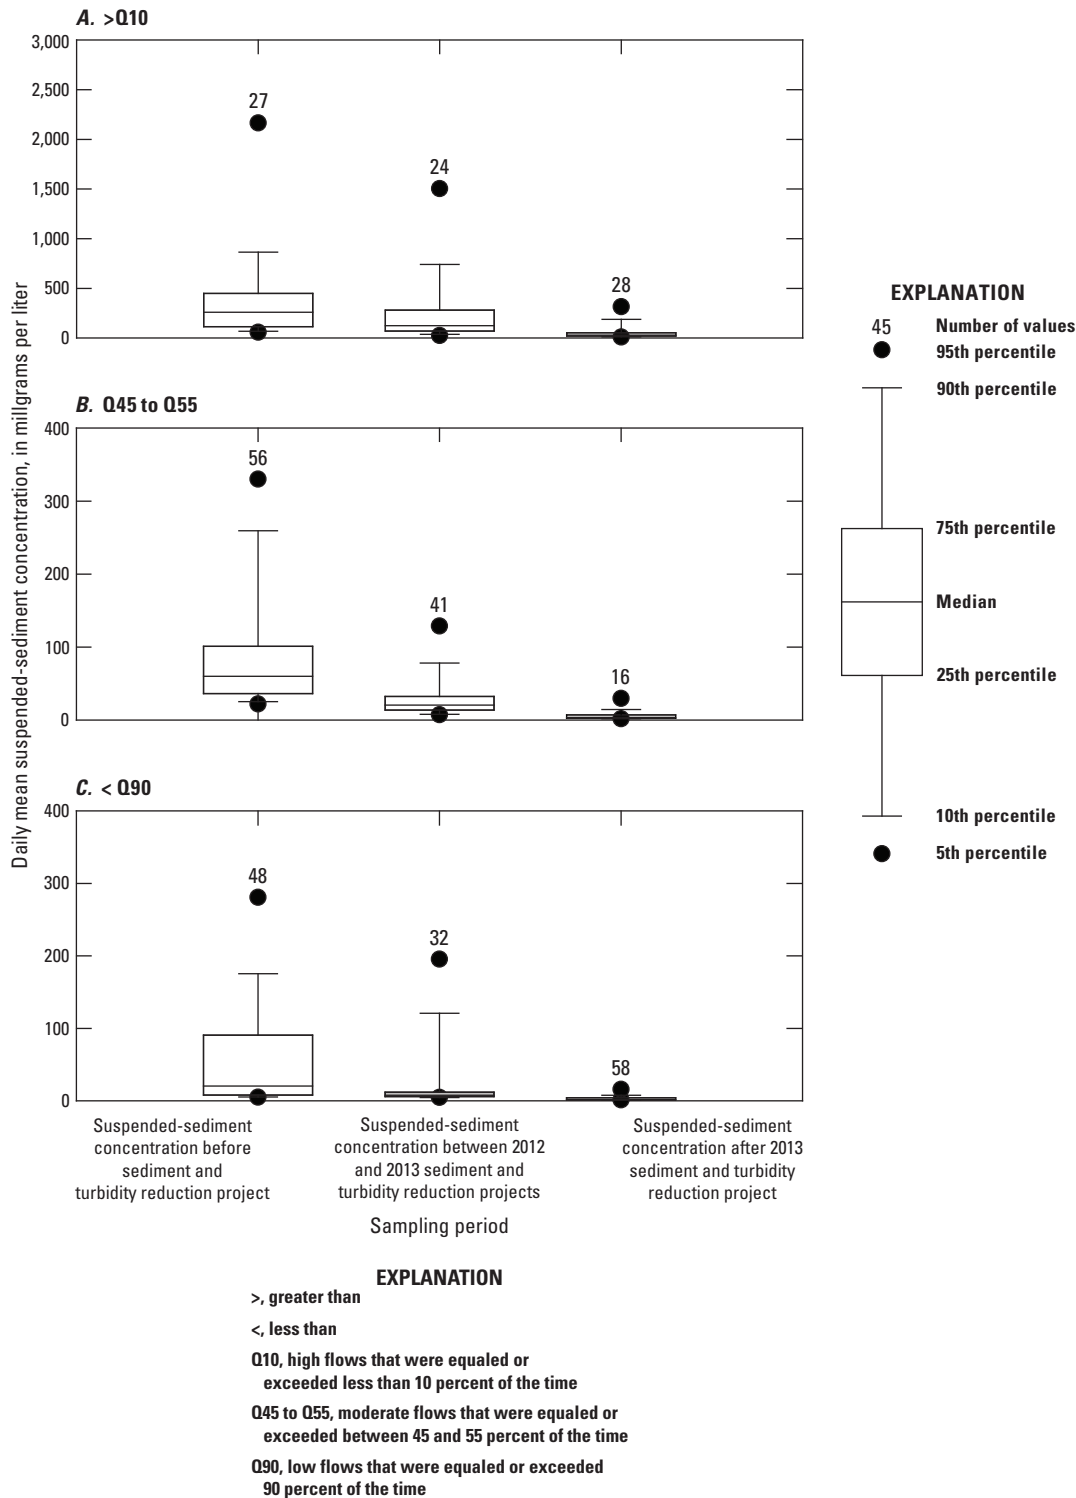 A. >Q10
3,000
2,500
2,000
1,500
1,000
500
0
27
24
28
B. Q45 to Q55
400
300
200
100
0
56
41
16
C. < Q90
400
300
200
100
0
48
32
58
Daily mean suspended-sediment concentration, in millgrams per liter
Suspended-sediment
concentration before
sediment and
turbidity reduction project
Suspended-sediment
concentration between 2012
and 2013 sediment and
turbidity reduction projects
Suspended-sediment
concentration after 2013
sediment and turbidity
reduction project
Sampling period
EXPLANATION
45 Number of values
95th percentile
90th percentile
75th percentile
Median
25th percentile
10th percentile
5th percentile
EXPLANATION
>, greater than
<, less than
Q10, high flows that were equaled or
exceeded less than 10 percent of the time
Q45 to Q55, moderate flows that were equaled or
exceeded between 45 and 55 percent of the time
Q90, low flows that were equaled or exceeded
90 percent of the time